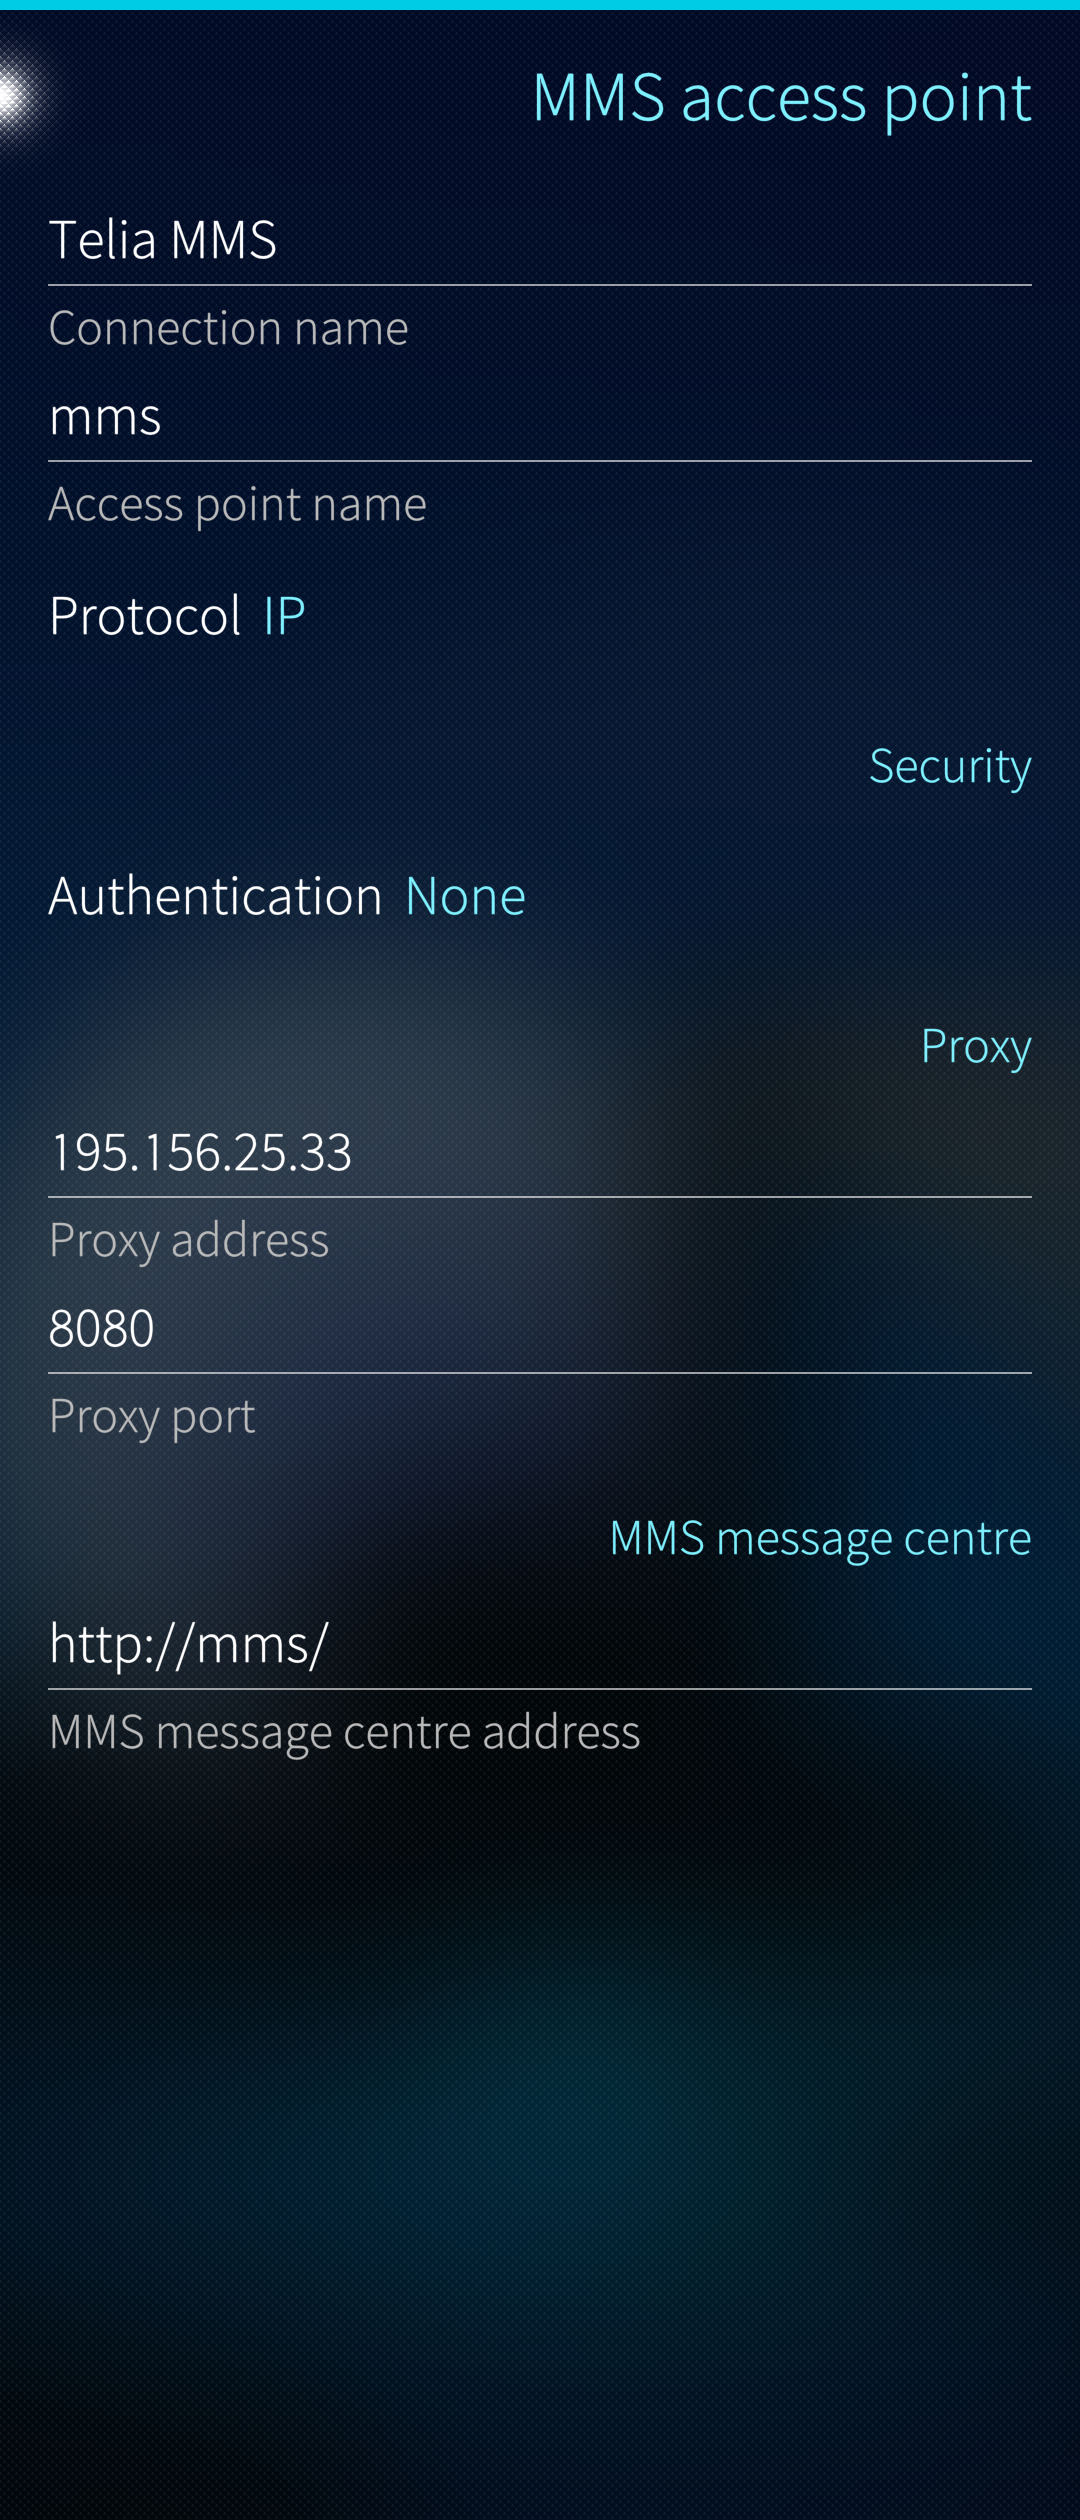 MMS access point
Telia MMS
Connection name
mms
Access point name
Protocol IP
Security
Authentication None
Proxy
195.156.25.33
Proxy address
8080
Proxy port
MMS message centre
http://mms/
MMS message centre address